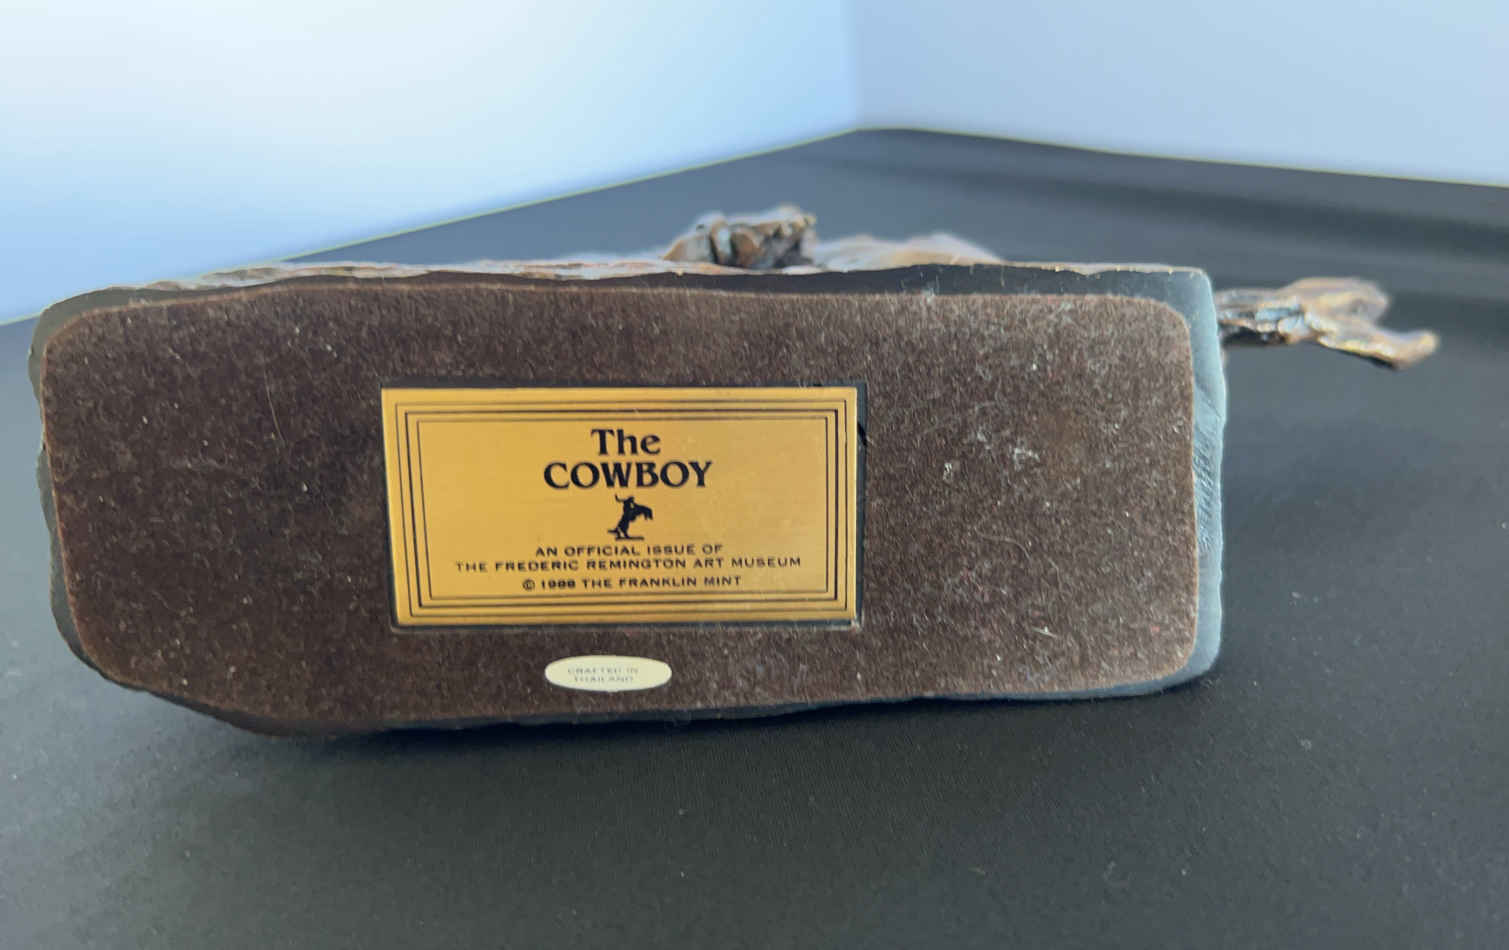 The
COWBOY
AN OFFICIAL ISSUE OF
THE FREDERIC REMINGTON ART MUSEUM
© 1988 THE FRANKLIN MINT
CRAFTED IN
THAILAND